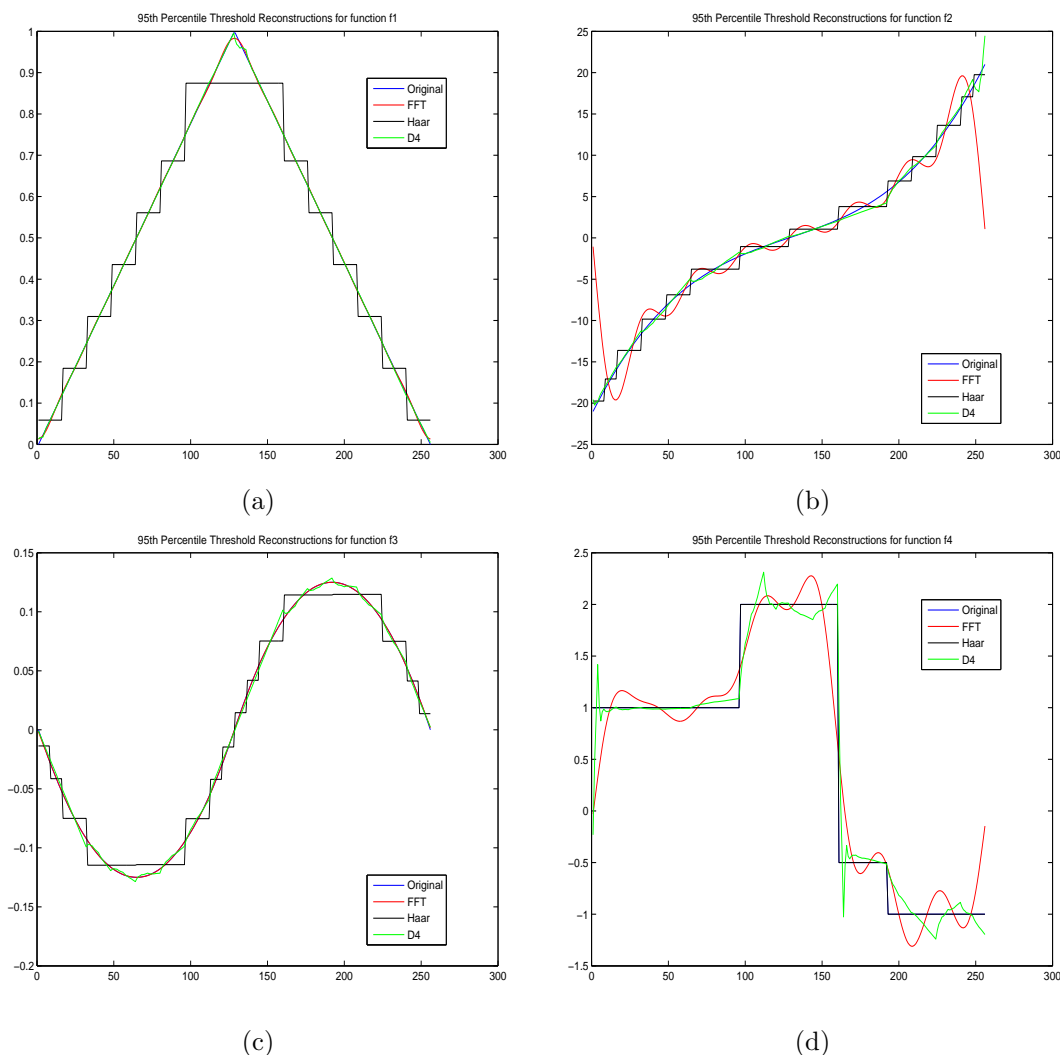 95th Percentile Threshold Reconstructions for function f1
1
0.9
0.8
0.7
0.6
0.5
0.4
0.3
0.2
0.1
0
0 50 100 150 200 250 300
Original
FFT
Haar
D4
(a)
95th Percentile Threshold Reconstructions for function f2
25
20
15
10
5
0
−5
−10
−15
−20
−25
0 50 100 150 200 250 300
Original
FFT
Haar
D4
(b)
95th Percentile Threshold Reconstructions for function f3
0.15
0.1
0.05
0
−0.05
−0.1
−0.15
−0.2
0 50 100 150 200 250 300
Original
FFT
Haar
D4
(c)
95th Percentile Threshold Reconstructions for function f4
2.5
2
1.5
1
0.5
0
−0.5
−1
−1.5
0 50 100 150 200 250 300
Original
FFT
Haar
D4
(d)